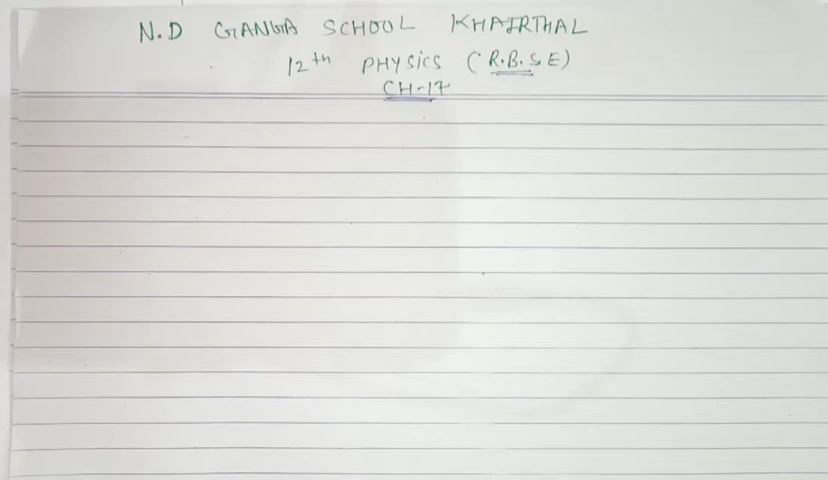 N.D GANGA SCHOOL KHAIRTHAL
12th PHYSICS (R.B.S.E)
CH-17